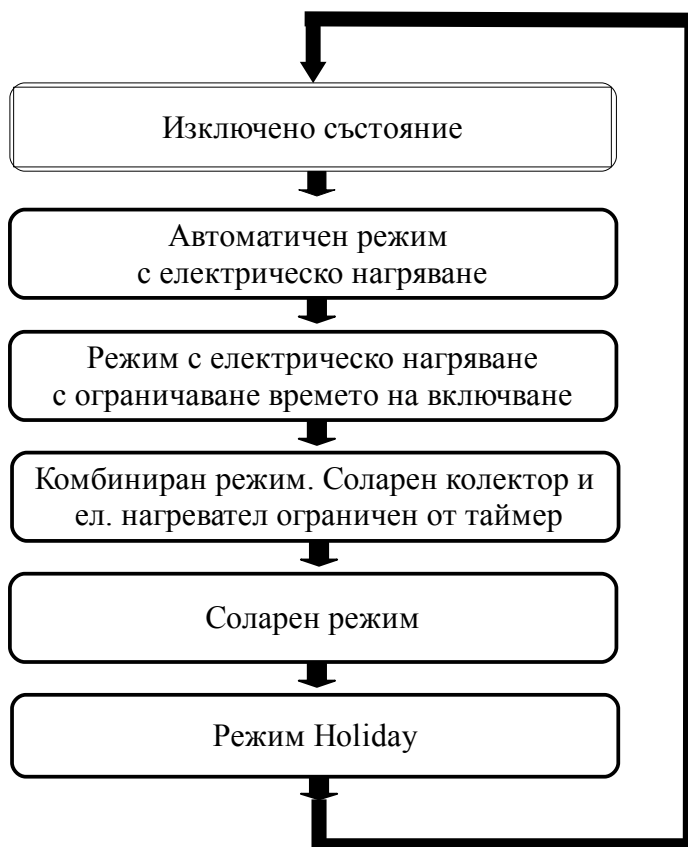 Изключено състояние
Автоматичен режим
с електрическо нагряване
Режим с електрическо нагряване
с ограничаване времето на включване
Комбиниран режим. Соларен колектор и
ел. нагревател ограничен от таймер
Соларен режим
Режим Holiday